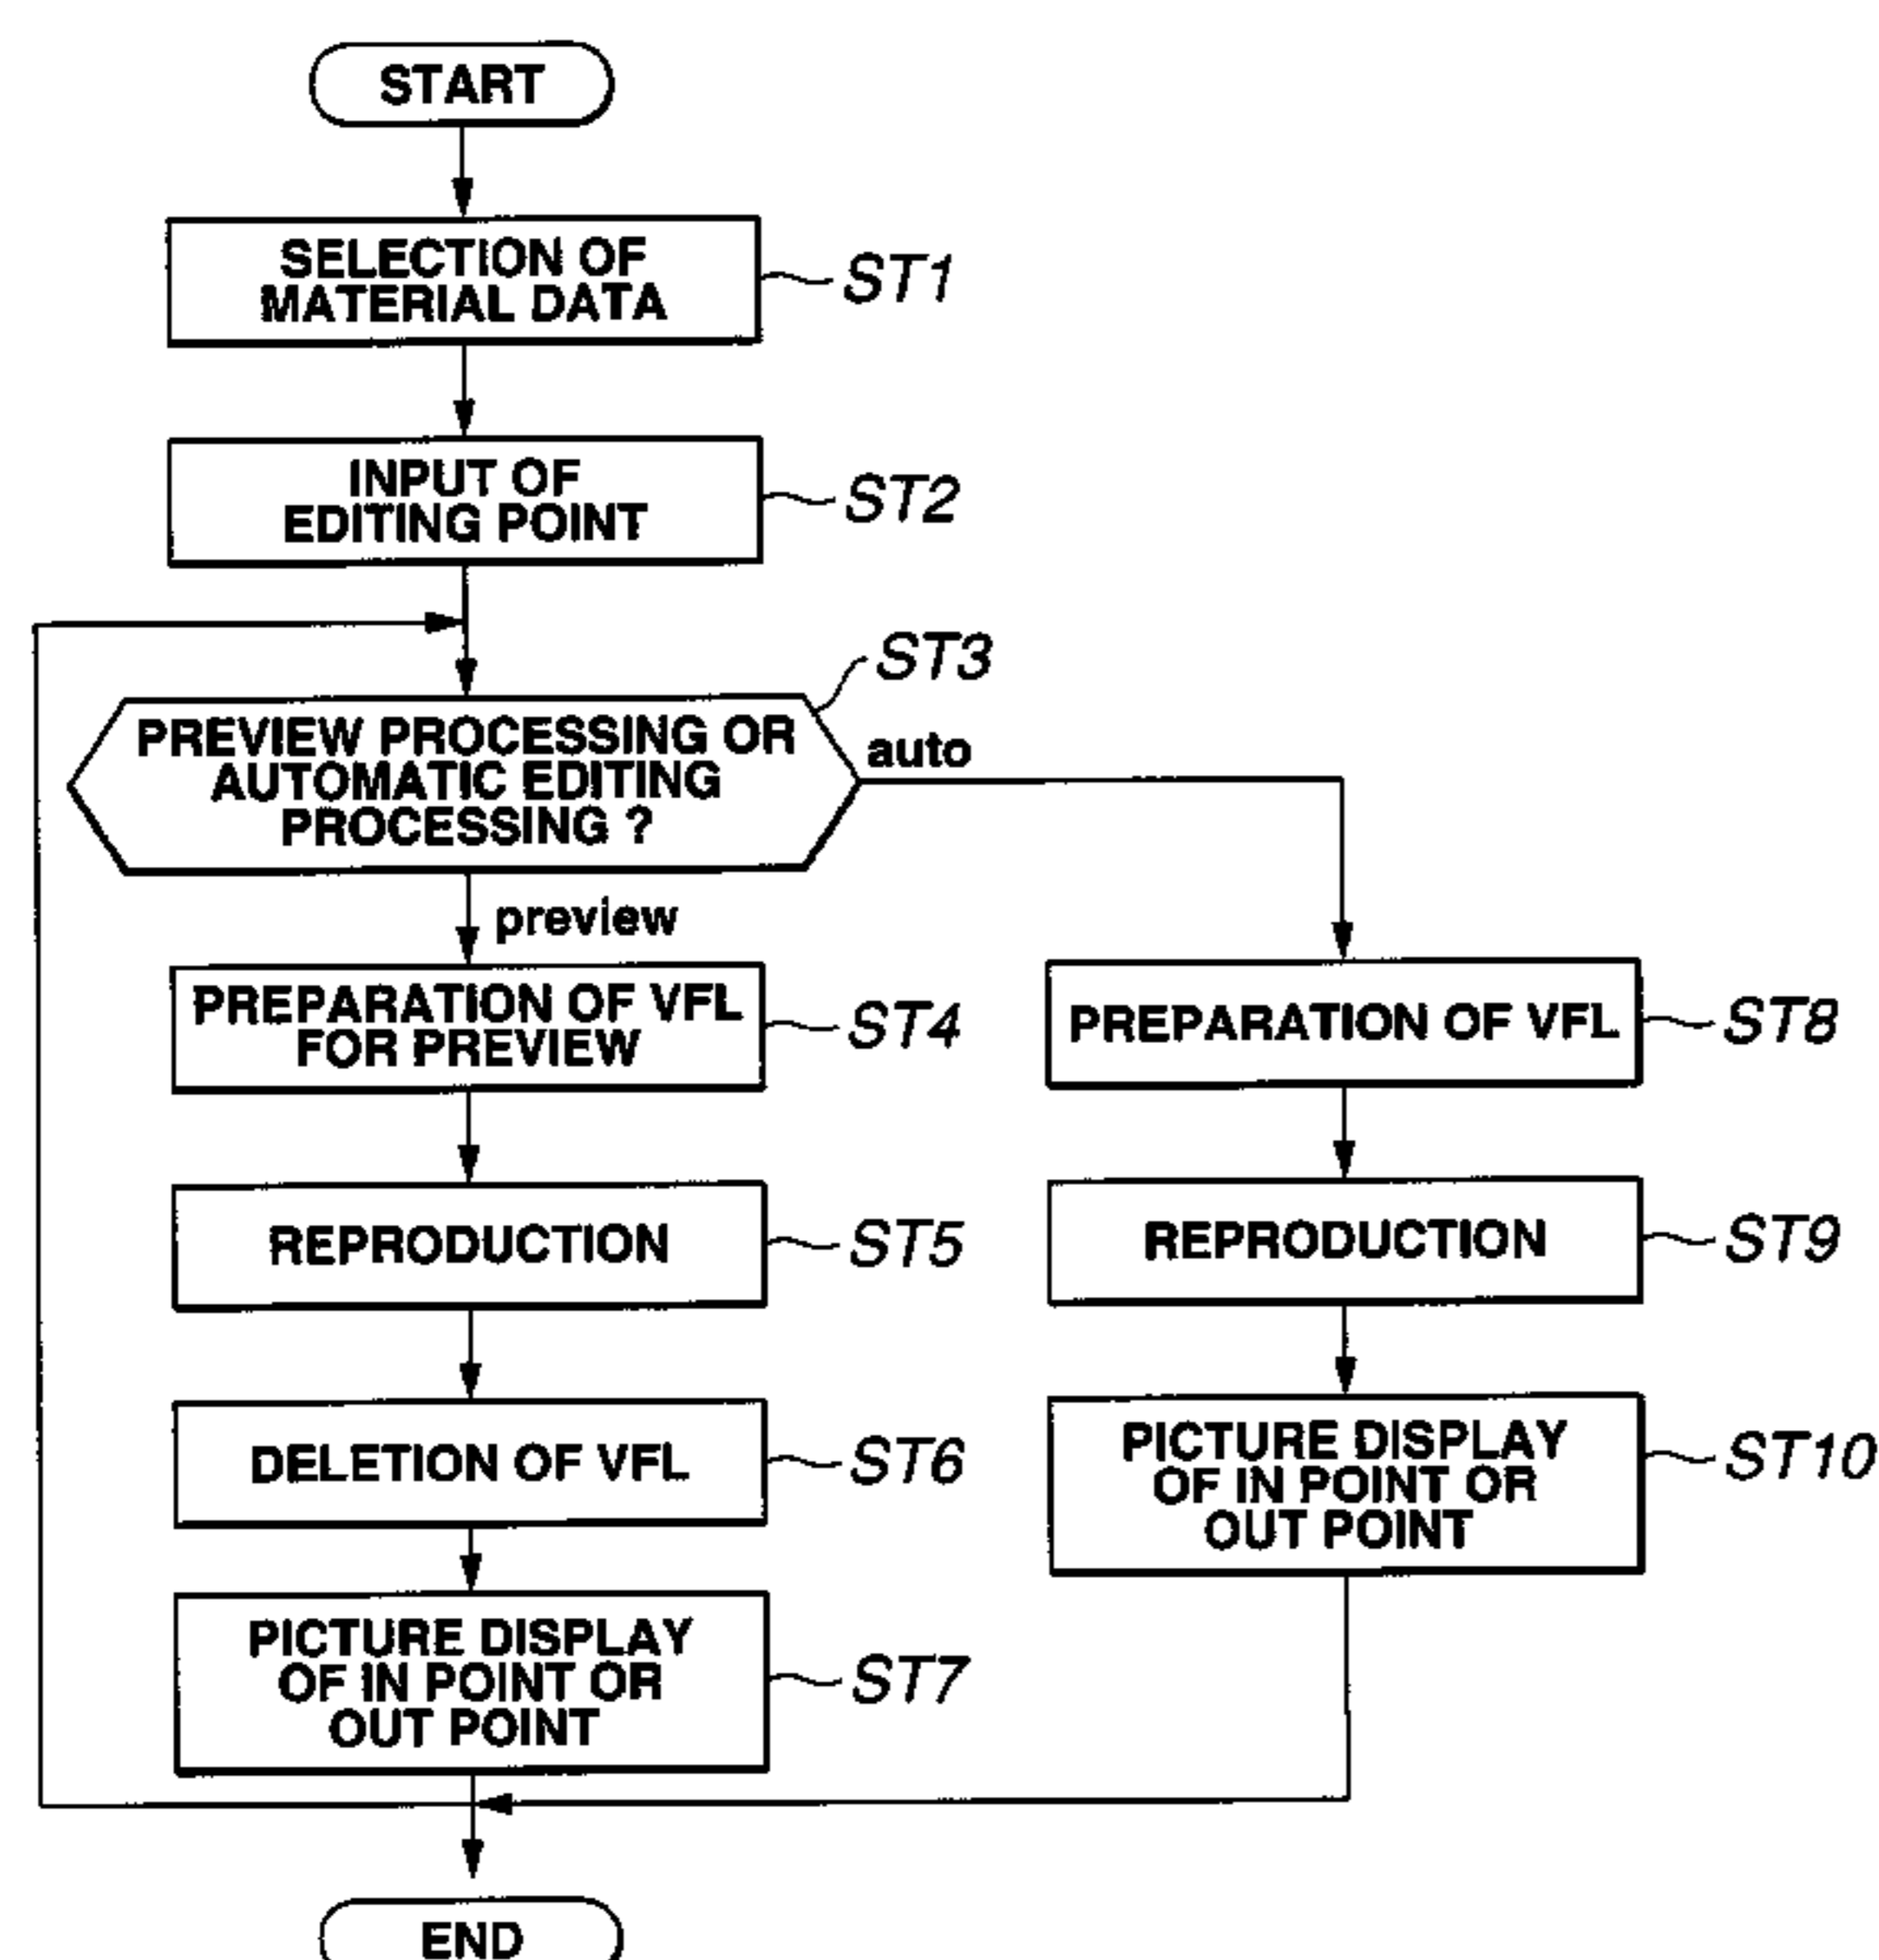 START
SELECTION OF
MATERIAL DATA
ST1
INPUT OF
EDITING POINT
ST2
ST3
PREVIEW PROCESSING OR
AUTOMATIC EDITING
PROCESSING ?
auto
preview
PREPARATION OF VFL
FOR PREVIEW
ST4
PREPARATION OF VFL
ST8
REPRODUCTION
ST5
REPRODUCTION
ST9
DELETION OF VFL
ST6
PICTURE DISPLAY
OF IN POINT OR
OUT POINT
ST10
PICTURE DISPLAY
OF IN POINT OR
OUT POINT
ST7
END